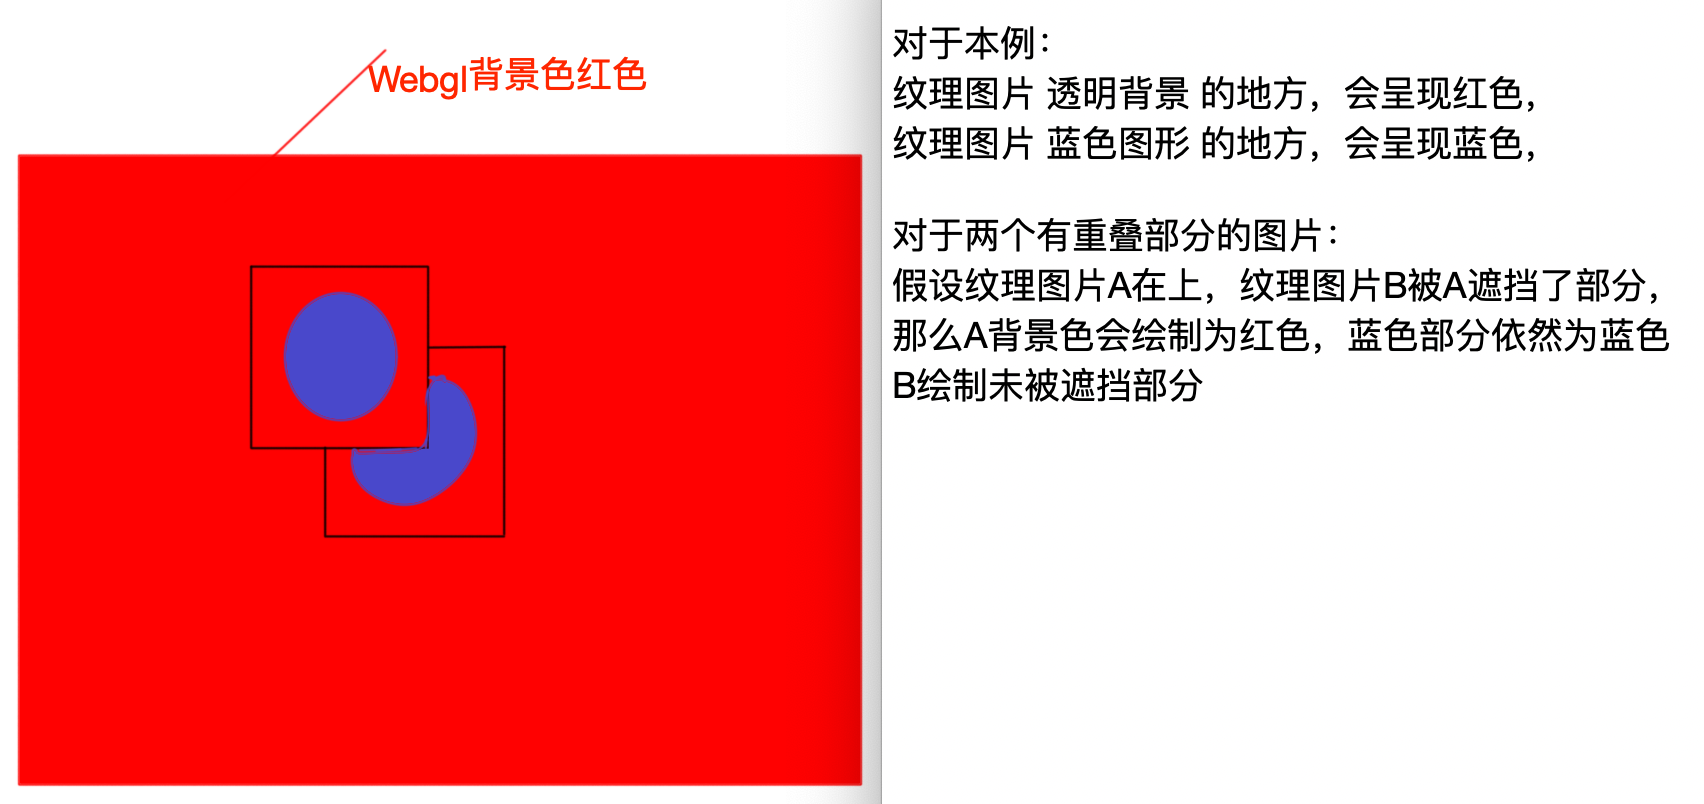 Webgl背景色红色
对于本例：
纹理图片 透明背景 的地方，会呈现红色，
纹理图片 蓝色图形 的地方，会呈现蓝色，
对于两个有重叠部分的图片：
假设纹理图片A在上，纹理图片B被A遮挡了部分，
那么A背景色会绘制为红色，蓝色部分依然为蓝色
B绘制未被遮挡部分